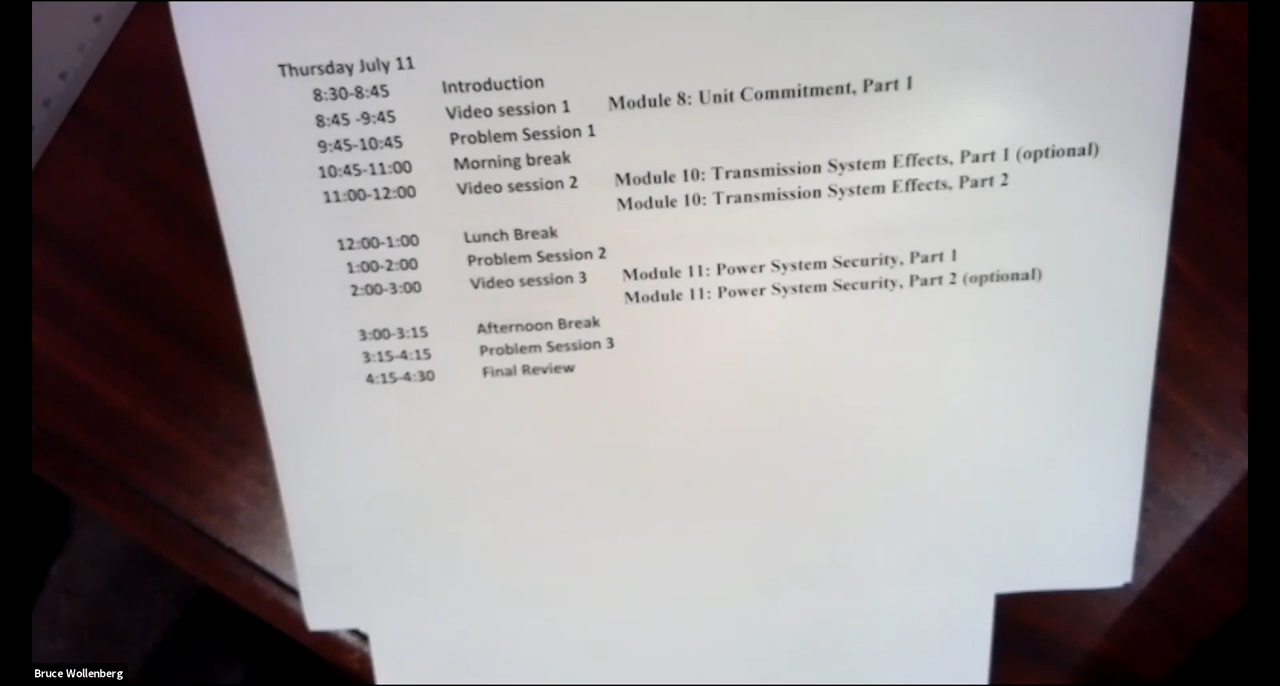 Thursday July 11
8:30-8:45 Introduction
8:45 -9:45 Video session 1 Module 8: Unit Commitment, Part 1
9:45-10:45 Problem Session 1
10:45-11:00 Morning break
11:00-12:00 Video session 2 Module 10: Transmission System Effects, Part 1 (optional)
Module 10: Transmission System Effects, Part 2
12:00-1:00 Lunch Break
1:00-2:00 Problem Session 2
2:00-3:00 Video session 3 Module 11: Power System Security, Part 1
Module 11: Power System Security, Part 2 (optional)
3:00-3:15 Afternoon Break
3:15-4:15 Problem Session 3
4:15-4:30 Final Review
Bruce Wollenberg